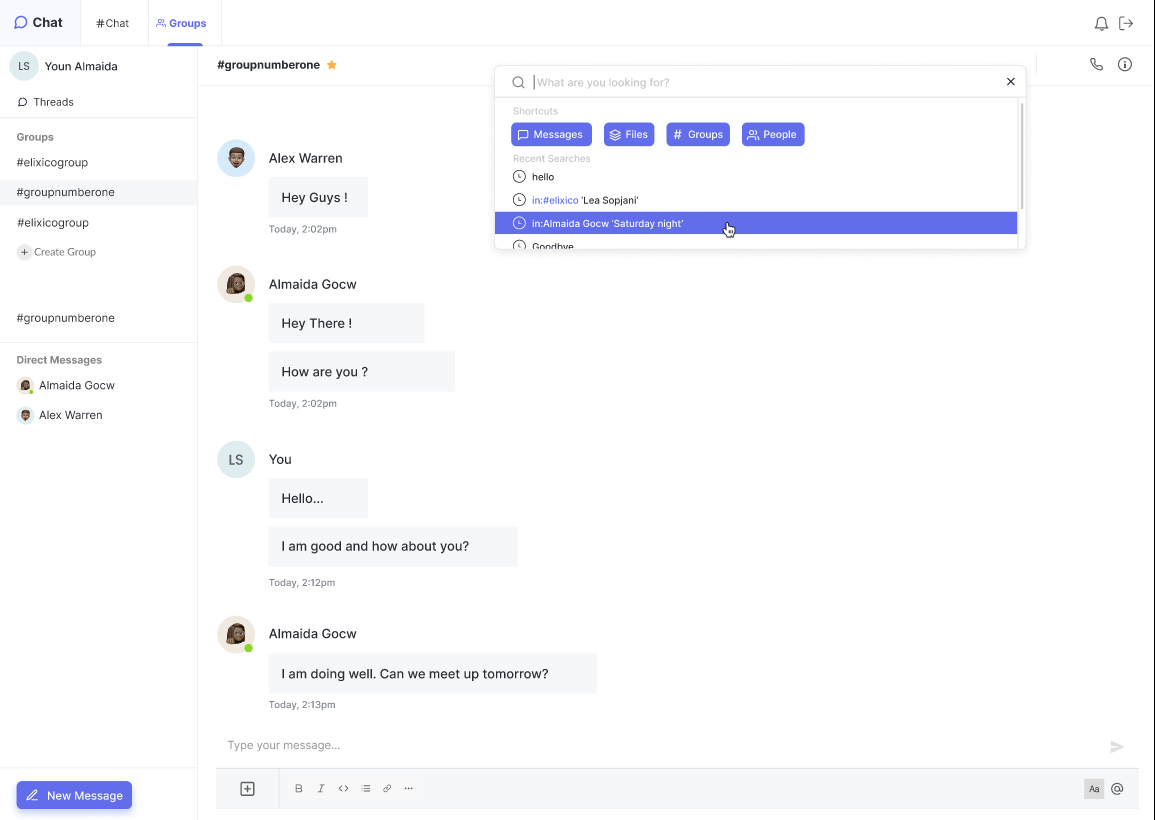 Chat
#Chat
Groups
LS
Youn Almaida
Threads
Groups
#elixicogroup
#groupnumberone
#elixicogroup
Create Group
#groupnumberone
Direct Messages
Almaida Gocw
Alex Warren
New Message
#groupnumberone
What are you looking for?
Shortcuts
Messages
Files
# Groups
People
Recent Searches
hello
in:#elixico ‘Lea Sopjani’
in:Almaida Gocw ‘Saturday night’
Goodbye
Alex Warren
Hey Guys !
Today, 2:02pm
Almaida Gocw
Hey There !
How are you ?
Today, 2:02pm
LS
You
Hello...
I am good and how about you?
Today, 2:12pm
Almaida Gocw
I am doing well. Can we meet up tomorrow?
Today, 2:13pm
Type your message...
B I <> ...
Aa @